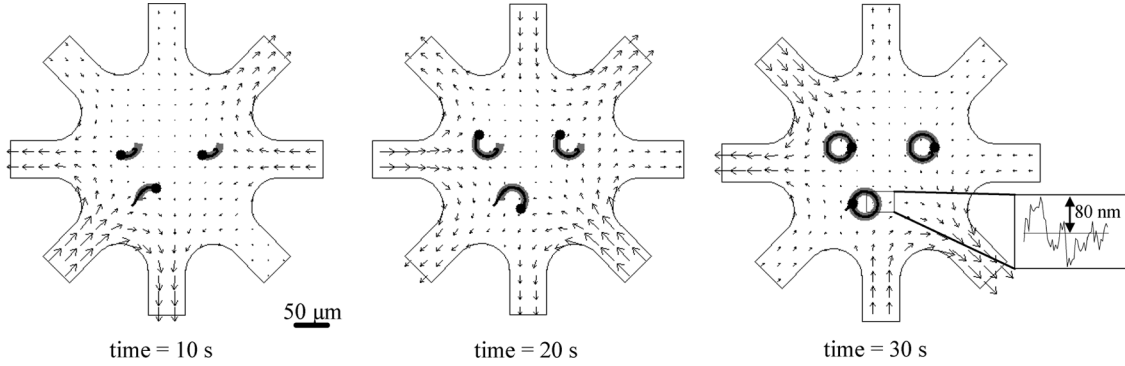 80 nm
50 μm
time = 10 s
time = 20 s
time = 30 s